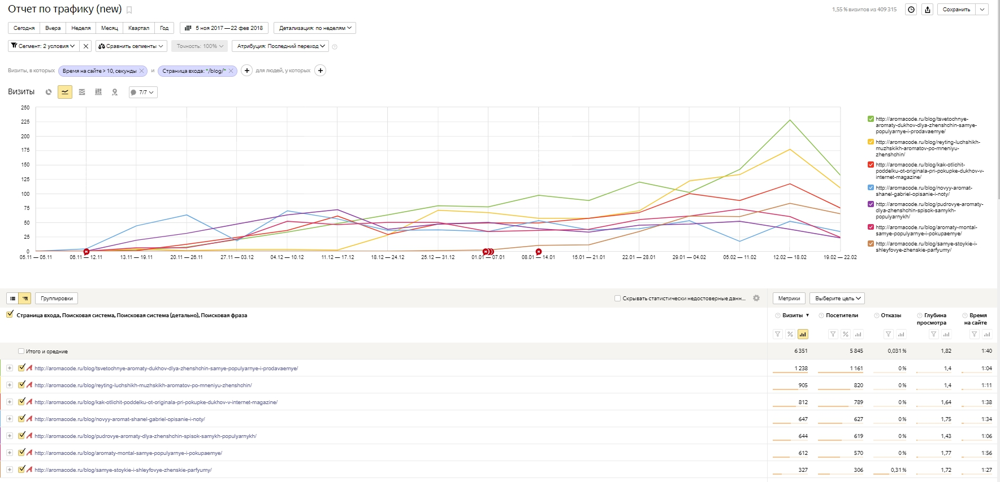 Отчет по трафику (new)
1,55 % визитов из 409 315
Сохранить
Сегодня Вчера Неделя Месяц Квартал Год 5 ноя 2017 — 22 фев 2018 Детализация: по неделям
Сегмент: 2 условия Сравнить сегменты Точность: 100% Атрибуция: Последний переход
Визиты, в которых Время на сайте > 10, секунды и Страница входа: */blog/* для людей, у которых
Визиты 7/7
250
225
200
175
150
125
100
75
50
25
0
05.11 — 05.11 06.11 — 12.11 13.11 — 19.11 20.11 — 26.11 27.11 — 03.12 04.12 — 10.12 11.12 — 17.12 18.12 — 24.12 25.12 — 31.12 01.01 — 07.01 08.01 — 14.01 15.01 — 21.01 22.01 — 28.01 29.01 — 04.02 05.02 — 11.02 12.02 — 18.02 19.02 — 22.02
http://aromacode.ru/blog/tsvetochnye-
aromaty-dukhov-dlya-zhenshchin-samye-
populyarnye-i-prodavaemye/
http://aromacode.ru/blog/reyting-luchshikh-
muzhskikh-aromatov-po-mneniyu-
zhenshchin/
http://aromacode.ru/blog/kak-otlichit-
poddelku-ot-originala-pri-pokupke-dukhov-v-
internet-magazine/
http://aromacode.ru/blog/novyy-aromat-
shanel-gabriel-opisanie-i-noty/
http://aromacode.ru/blog/pudrovye-aromaty-
dlya-zhenshchin-spisok-samykh-
populyarnykh/
http://aromacode.ru/blog/aromaty-montal-
samye-populyarnye-i-pokupaemye/
http://aromacode.ru/blog/samye-stoykie-i-
shleyfovye-zhenskie-parfyumy/
Группировки Скрывать статистически недостоверные данн... Метрики Выберите цель
Страница входа, Поисковая система, Поисковая система (детально), Поисковая фраза
Визиты ▼ Посетители Отказы Глубина просмотра Время на сайте
Итого и средние 6 351 5 845 0,031 % 1,82 1:40
http://aromacode.ru/blog/tsvetochnye-aromaty-dukhov-dlya-zhenshchin-samye-populyarnye-i-prodavaemye/ 1 238 1 161 0 % 1,4 1:04
http://aromacode.ru/blog/reyting-luchshikh-muzhskikh-aromatov-po-mneniyu-zhenshchin/ 905 820 0 % 1,4 1:11
http://aromacode.ru/blog/kak-otlichit-poddelku-ot-originala-pri-pokupke-dukhov-v-internet-magazine/ 812 789 0 % 1,64 1:38
http://aromacode.ru/blog/novyy-aromat-shanel-gabriel-opisanie-i-noty/ 647 627 0 % 1,75 1:34
http://aromacode.ru/blog/pudrovye-aromaty-dlya-zhenshchin-spisok-samykh-populyarnykh/ 644 619 0 % 1,43 1:06
http://aromacode.ru/blog/aromaty-montal-samye-populyarnye-i-pokupaemye/ 612 570 0 % 1,77 1:56
http://aromacode.ru/blog/samye-stoykie-i-shleyfovye-zhenskie-parfyumy/ 327 306 0,31 % 1,72 1:27